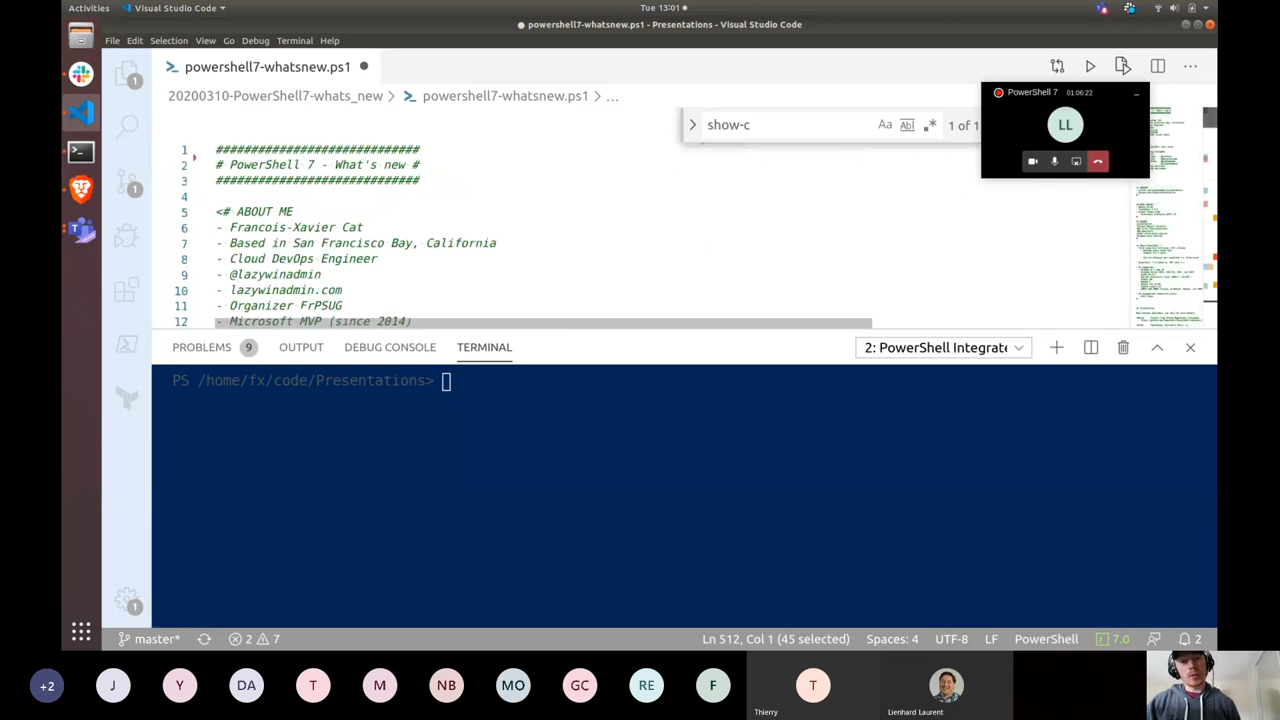 Activities
Visual Studio Code
Tue 13:01
powershell7-whatsnew.ps1 - Presentations - Visual Studio Code
File Edit Selection View Go Debug Terminal Help
powershell7-whatsnew.ps1
20200310-PowerShell7-whats_new > powershell7-whatsnew.ps1 > ...
show-c
Aa Abl .*
1 of 1
PowerShell 7 01:06:22
LL
1 #############################
2 # PowerShell 7 - What's new #
3 #############################
4
5 <# ABOUT ME
6 - Francois-Xavier Cat
7 - Based in San Francisco Bay, California
8 - Cloud DevOps Engineer
9 - @lazywinadmin
10 - lazywinadmin.com
11 - Organizer FrPSUG
12 - Microsoft MVP (since 2014)
PROBLEMS 9 OUTPUT DEBUG CONSOLE TERMINAL
2: PowerShell Integrate
PS /home/fx/code/Presentations>
master* 2 7 Ln 512, Col 1 (45 selected) Spaces: 4 UTF-8 LF PowerShell 7.0 2
+2 J Y DA T M NB MO GC RE F T
Thierry
Lienhard Laurent